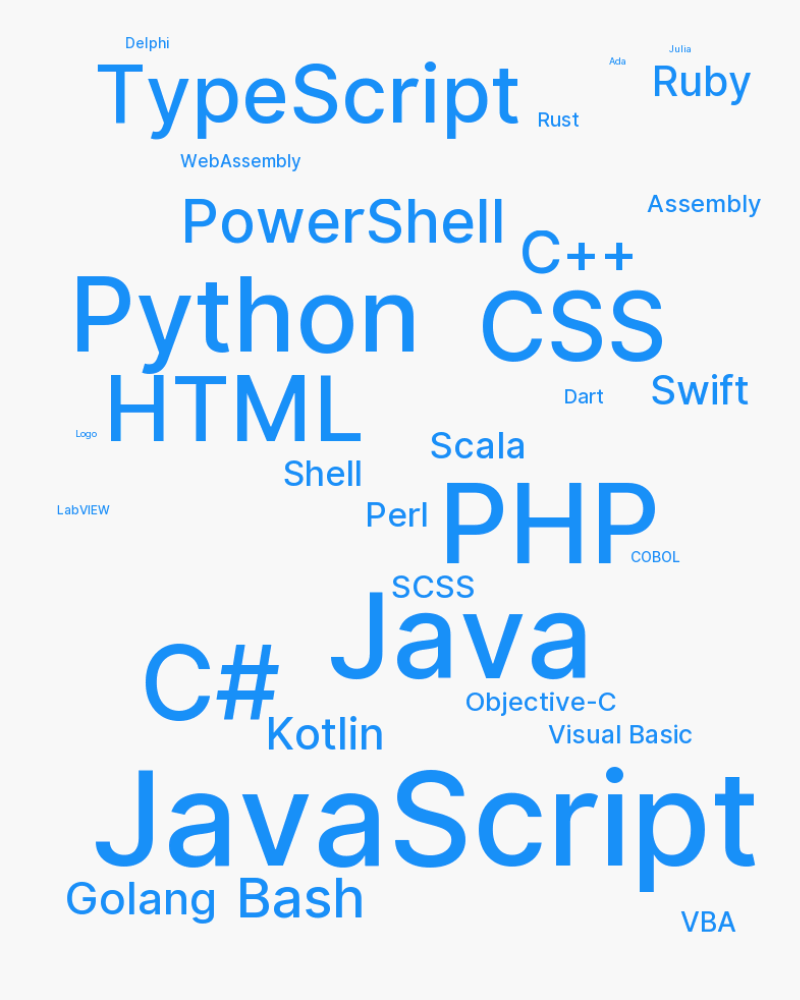 Delphi
Julia
Ada
TypeScript
Ruby
Rust
WebAssembly
Assembly
PowerShell
C++
Python
CSS
Swift
Dart
HTML
Logo
Scala
Shell
LabVIEW
Perl
PHP
COBOL
SCSS
Java
C#
Objective-C
Kotlin
Visual Basic
JavaScript
Golang
Bash
VBA